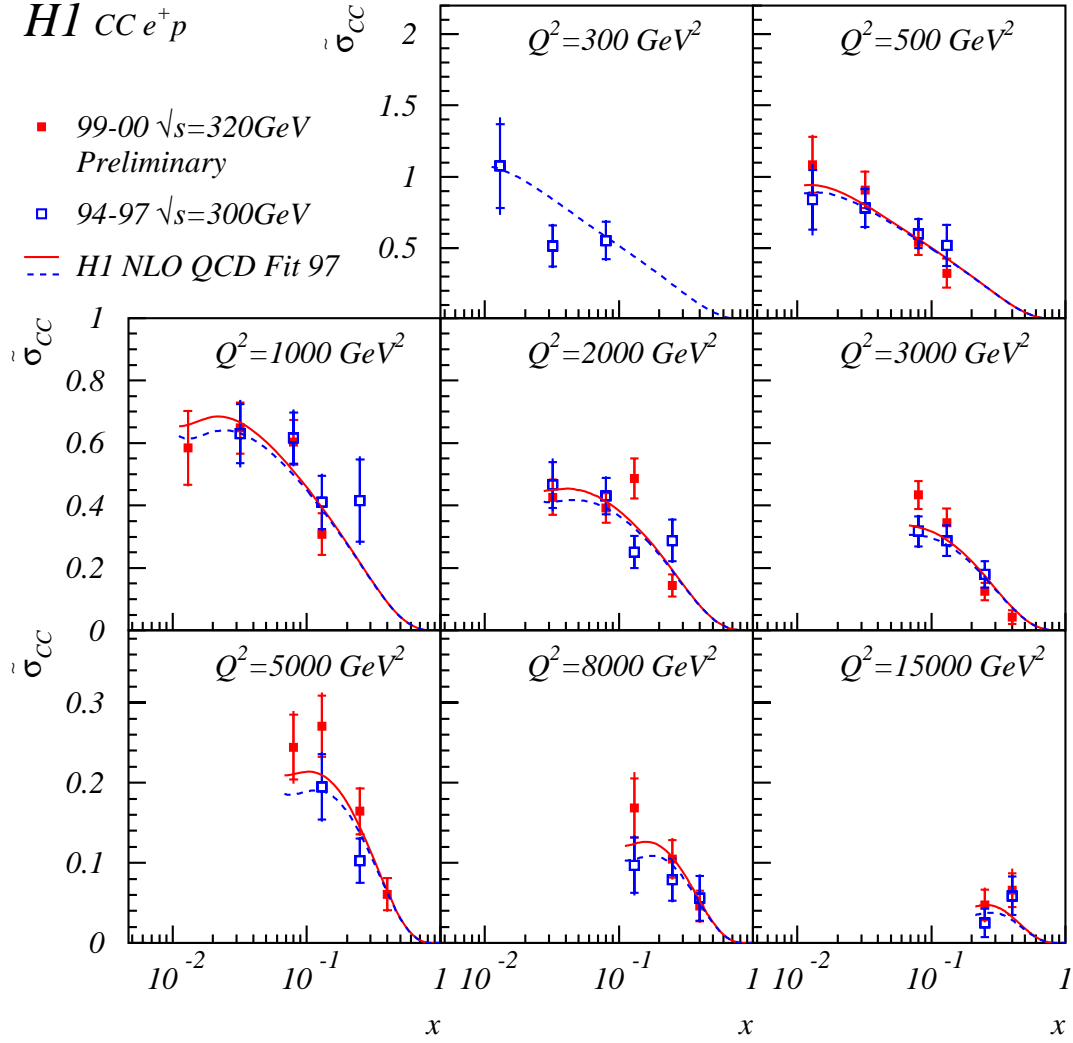 H1 CC e⁺p
99-00 √s=320GeV
Preliminary
94-97 √s=300GeV
H1 NLO QCD Fit 97
σ̃_CC
2
1.5
1
0.5
Q²=300 GeV²
Q²=500 GeV²
σ̃_CC
1
0.8
0.6
0.4
0.2
0
Q²=1000 GeV²
Q²=2000 GeV²
Q²=3000 GeV²
σ̃_CC
0.3
0.2
0.1
0
Q²=5000 GeV²
Q²=8000 GeV²
Q²=15000 GeV²
10⁻² 10⁻¹ 1 10⁻² 10⁻¹ 1 10⁻² 10⁻¹ 1
x x x